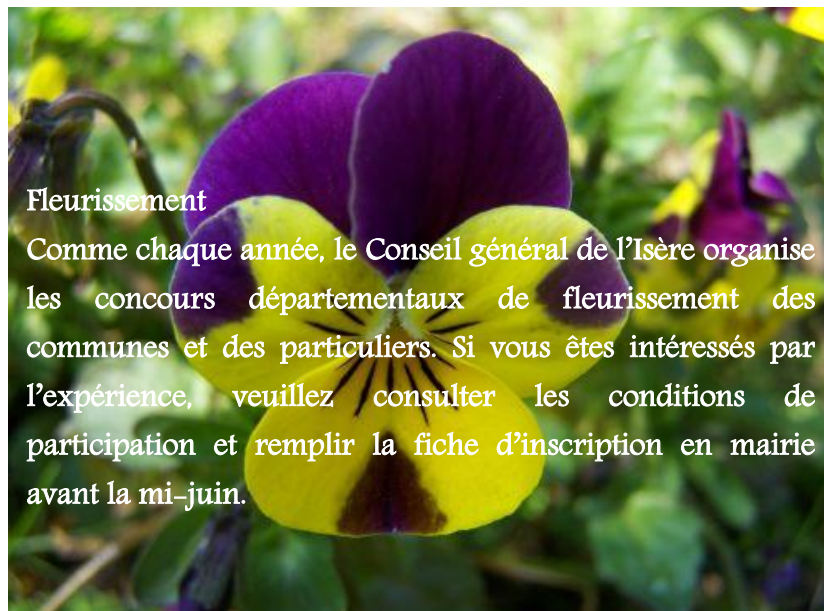 Fleurissement
Comme chaque année, le Conseil général de l'Isère organise
les concours départementaux de fleurissement des
communes et des particuliers. Si vous êtes intéressés par
l'expérience, veuillez consulter les conditions de
participation et remplir la fiche d'inscription en mairie
avant la mi-juin.